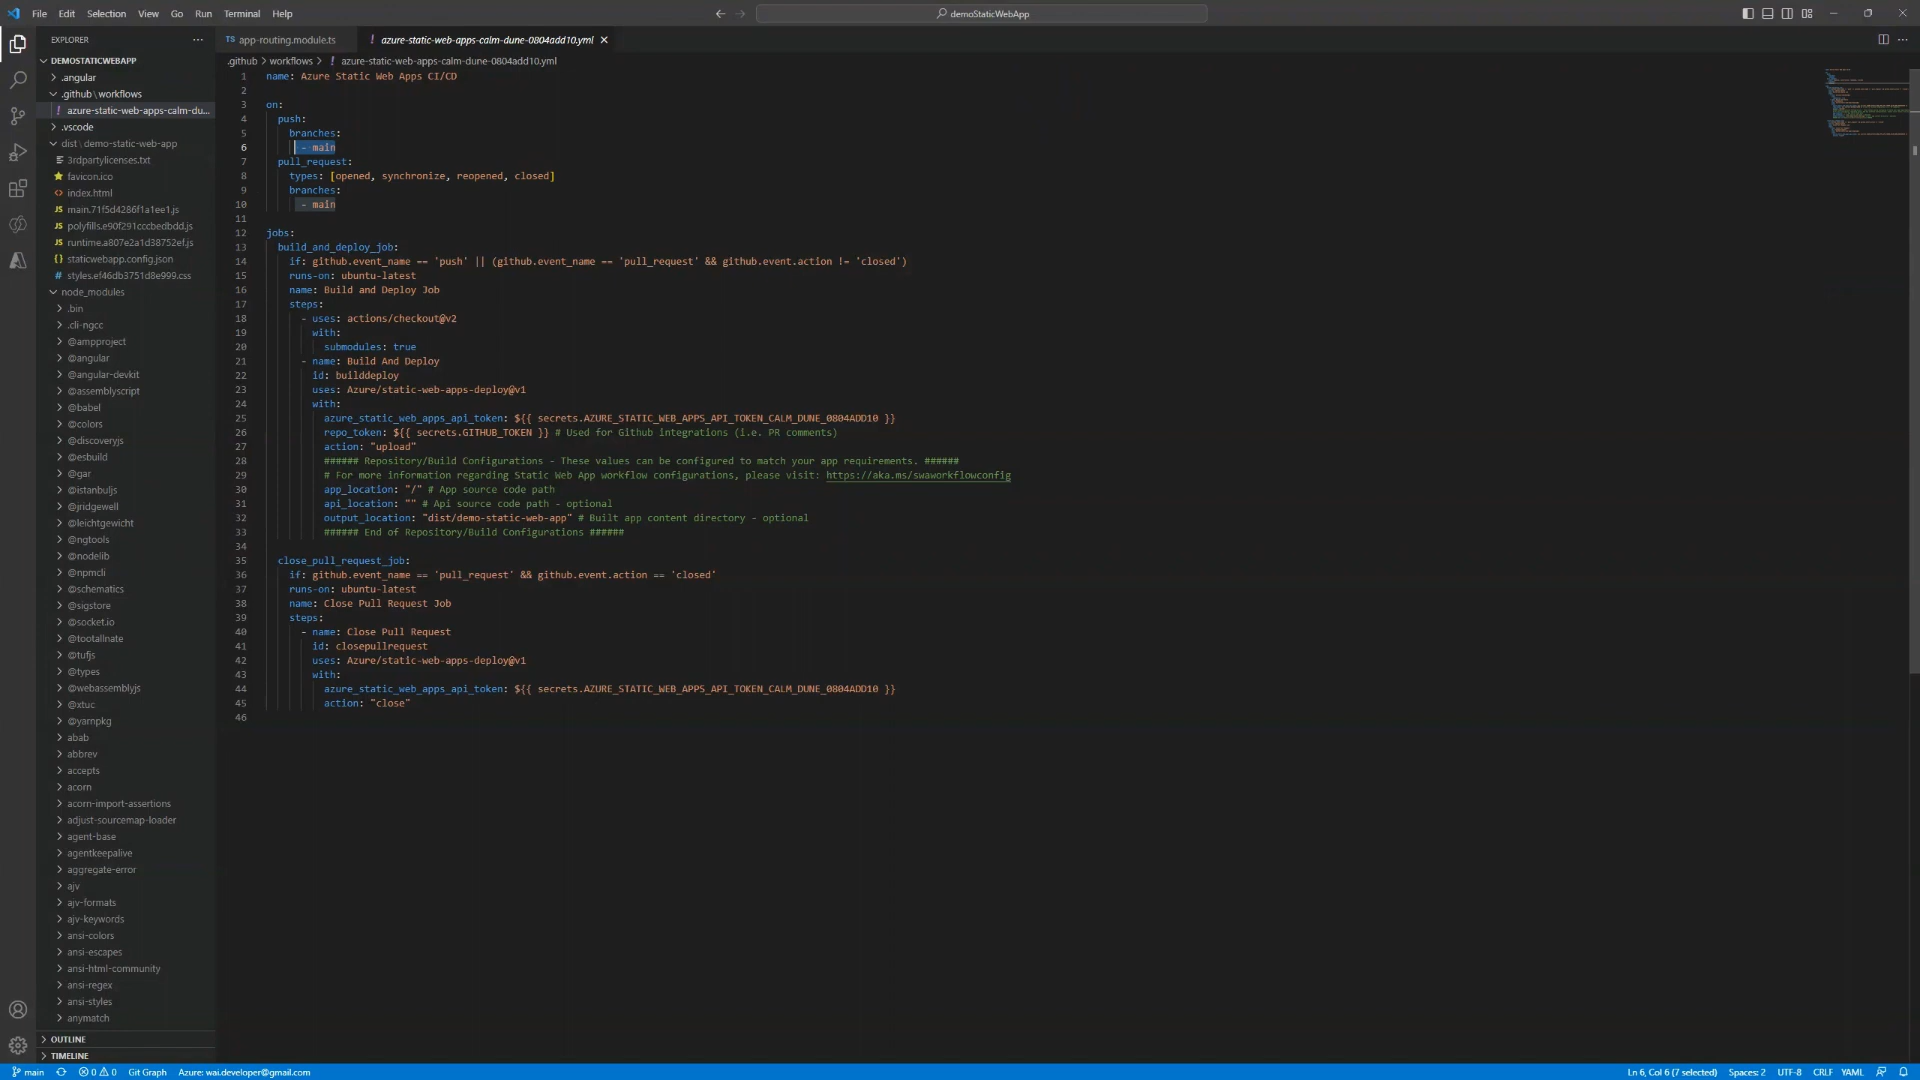 File Edit Selection View Go Run Terminal Help
demoStaticWebApp
EXPLORER
DEMOSTATICWEBAPP
.angular
.github \ workflows
azure-static-web-apps-calm-du...
.vscode
dist \ demo-static-web-app
3rdpartylicenses.txt
favicon.ico
index.html
main.71f5d4286f1a1ee1.js
polyfills.e90f291cccbedbdd.js
runtime.a807e2a1d38752ef.js
staticwebapp.config.json
styles.ef46db3751d8e999.css
node_modules
.bin
.cli-ngcc
@ampproject
@angular
@angular-devkit
@assemblyscript
@babel
@colors
@discoveryjs
@esbuild
@gar
@istanbuljs
@jridgewell
@leichtgewicht
@ngtools
@nodelib
@npmcli
@schematics
@sigstore
@socket.io
@tootallnate
@tufjs
@types
@webassemblyjs
@xtuc
@yarnpkg
abab
abbrev
accepts
acorn
acorn-import-assertions
adjust-sourcemap-loader
agent-base
agentkeepalive
aggregate-error
ajv
ajv-formats
ajv-keywords
ansi-colors
ansi-escapes
ansi-html-community
ansi-regex
ansi-styles
anymatch
OUTLINE
TIMELINE
TS app-routing.module.ts ! azure-static-web-apps-calm-dune-0804add10.yml
.github > workflows > ! azure-static-web-apps-calm-dune-0804add10.yml
1 name: Azure Static Web Apps CI/CD
2
3 on:
4 push:
5 branches:
6 - main
7 pull_request:
8 types: [opened, synchronize, reopened, closed]
9 branches:
10 - main
11
12 jobs:
13 build_and_deploy_job:
14 if: github.event_name == 'push' || (github.event_name == 'pull_request' && github.event.action != 'closed')
15 runs-on: ubuntu-latest
16 name: Build and Deploy Job
17 steps:
18 - uses: actions/checkout@v2
19 with:
20 submodules: true
21 - name: Build And Deploy
22 id: builddeploy
23 uses: Azure/static-web-apps-deploy@v1
24 with:
25 azure_static_web_apps_api_token: ${{ secrets.AZURE_STATIC_WEB_APPS_API_TOKEN_CALM_DUNE_0804ADD10 }}
26 repo_token: ${{ secrets.GITHUB_TOKEN }} # Used for Github integrations (i.e. PR comments)
27 action: "upload"
28 ###### Repository/Build Configurations - These values can be configured to match your app requirements. ######
29 # For more information regarding Static Web App workflow configurations, please visit: https://aka.ms/swaworkflowconfig
30 app_location: "/" # App source code path
31 api_location: "" # Api source code path - optional
32 output_location: "dist/demo-static-web-app" # Built app content directory - optional
33 ###### End of Repository/Build Configurations ######
34
35 close_pull_request_job:
36 if: github.event_name == 'pull_request' && github.event.action == 'closed'
37 runs-on: ubuntu-latest
38 name: Close Pull Request Job
39 steps:
40 - name: Close Pull Request
41 id: closepullrequest
42 uses: Azure/static-web-apps-deploy@v1
43 with:
44 azure_static_web_apps_api_token: ${{ secrets.AZURE_STATIC_WEB_APPS_API_TOKEN_CALM_DUNE_0804ADD10 }}
45 action: "close"
46
main 0 0 Git Graph Azure: wai.developer@gmail.com Ln 6, Col 6 (7 selected) Spaces: 2 UTF-8 CRLF YAML